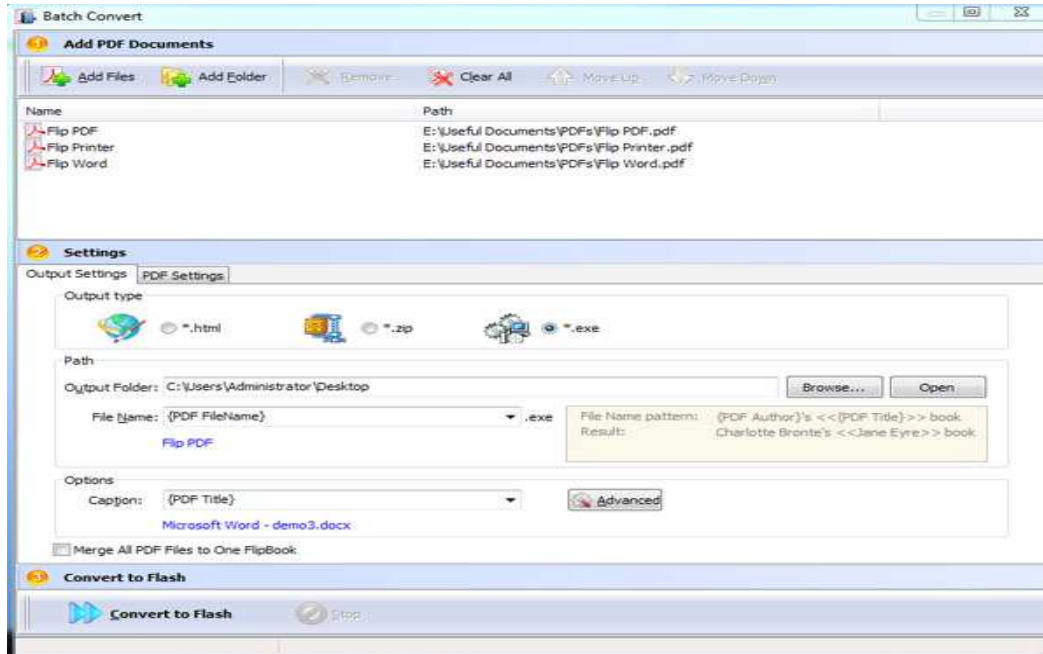 Batch Convert
Add PDF Documents
Add Files Add Folder Remove Clear All Move Up Move Down
Name Path
Flip PDF E:\Useful Documents\PDFs\Flip PDF.pdf
Flip Printer E:\Useful Documents\PDFs\Flip Printer.pdf
Flip Word E:\Useful Documents\PDFs\Flip Word.pdf
Settings
Output Settings PDF Settings
Output type
*.html *.zip *.exe
Path
Output Folder: C:\Users\Administrator\Desktop Browse... Open
File Name: {PDF FileName} .exe File Name pattern: {PDF Author}'s <<{PDF Title}>> book
Flip PDF Result: Charlotte Bronte's <<Jane Eyre>> book
Options
Caption: {PDF Title} Advanced
Microsoft Word - demo3.docx
Merge All PDF Files to One FlipBook
Convert to Flash
Convert to Flash Stop